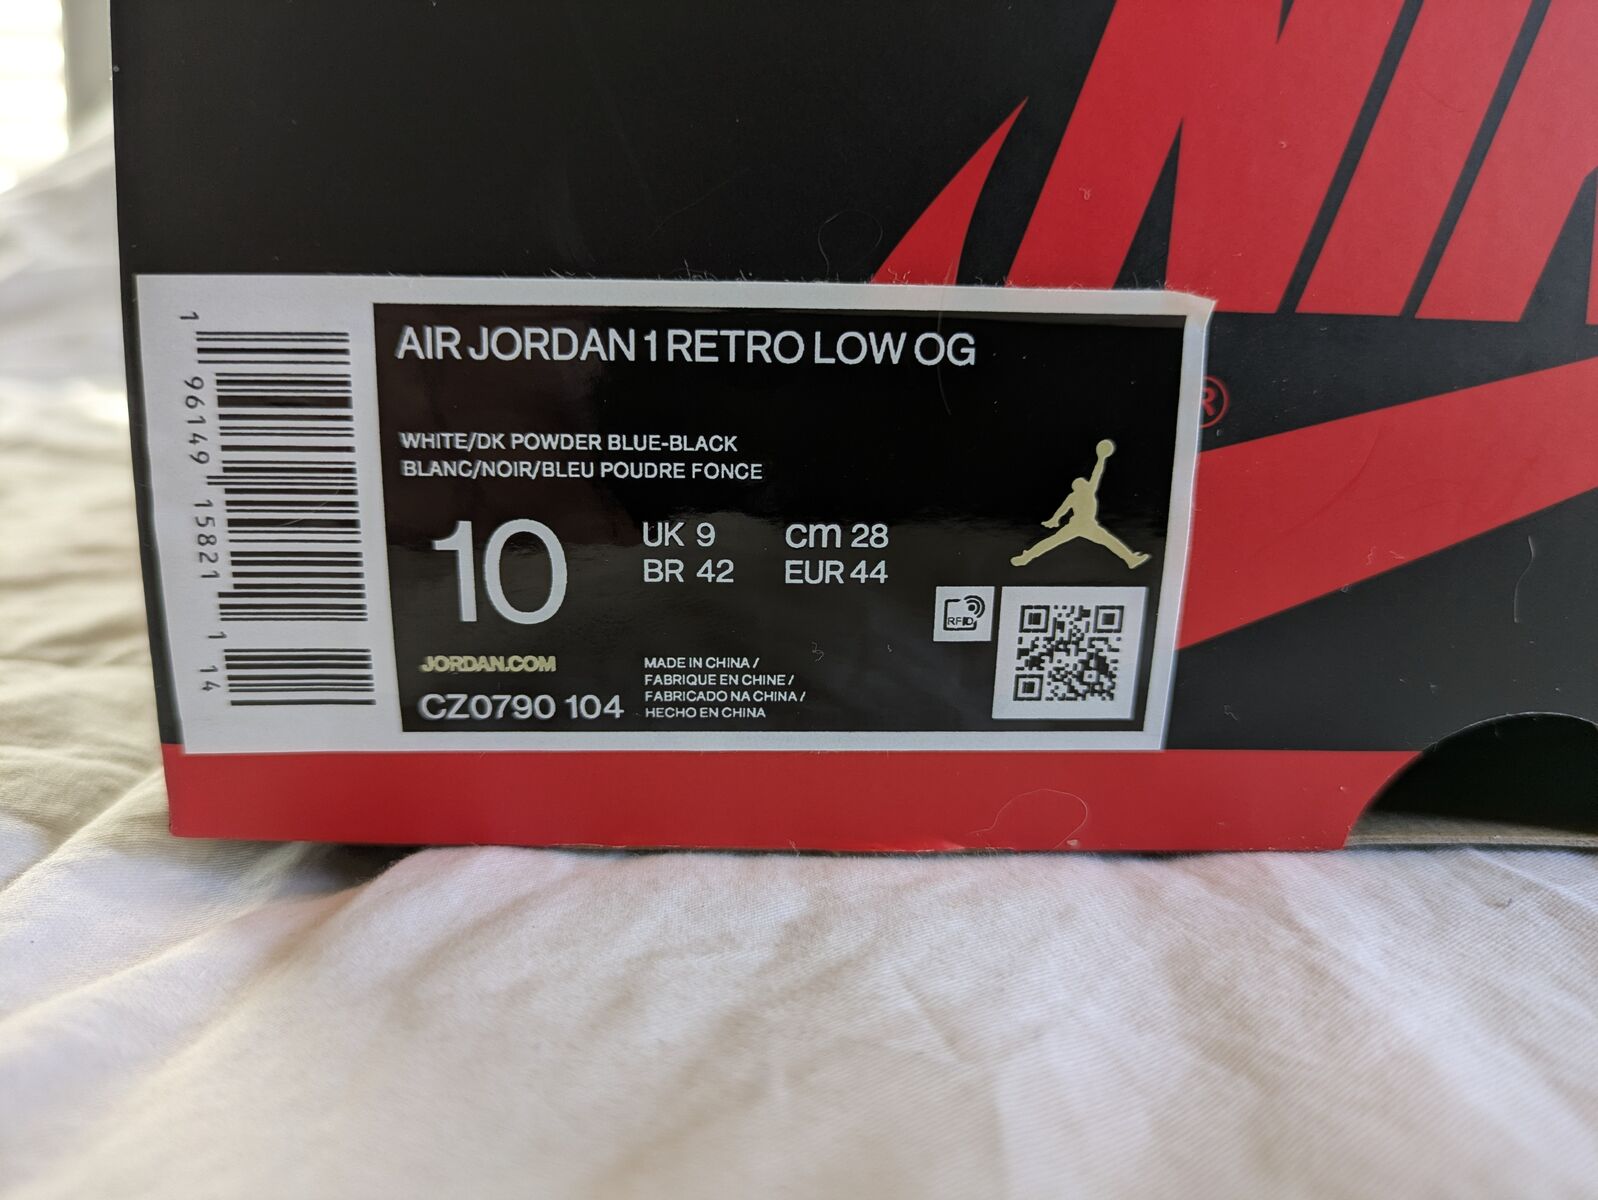 NIK
®
AIR JORDAN 1 RETRO LOW OG
WHITE/DK POWDER BLUE-BLACK
BLANC/NOIR/BLEU POUDRE FONCE
10
UK 9 cm 28
BR 42 EUR 44
RFID
JORDAN.COM
CZ0790 104
MADE IN CHINA /
FABRIQUE EN CHINE /
FABRICADO NA CHINA /
HECHO EN CHINA
1 96149 15821 1 14